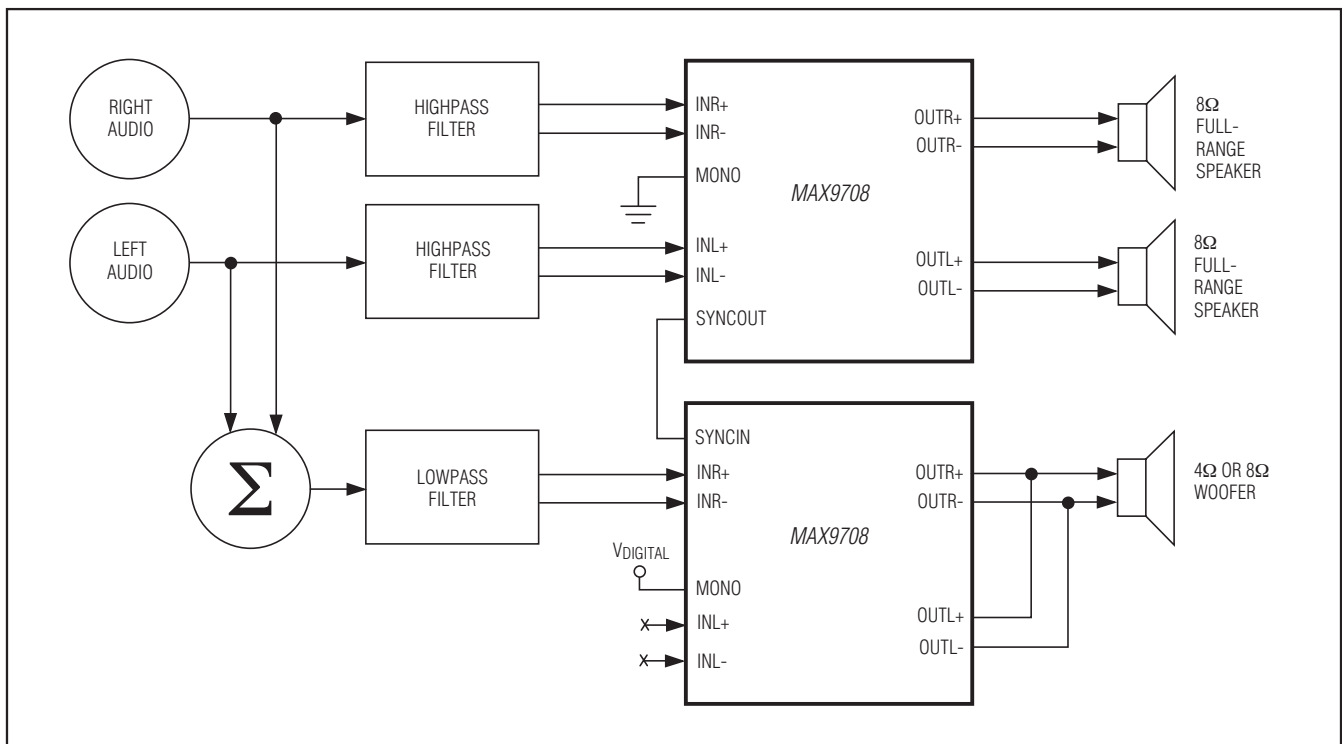 RIGHT
AUDIO
HIGHPASS
FILTER
INR+
INR-
MONO
MAX9708
OUTR+
OUTR-
8Ω
FULL-
RANGE
SPEAKER
LEFT
AUDIO
HIGHPASS
FILTER
INL+
INL-
SYNCOUT
OUTL+
OUTL-
8Ω
FULL-
RANGE
SPEAKER
Σ
LOWPASS
FILTER
SYNCIN
INR+
INR-
VDIGITAL
MONO
INL+
INL-
MAX9708
OUTR+
OUTR-
OUTL+
OUTL-
4Ω OR 8Ω
WOOFER